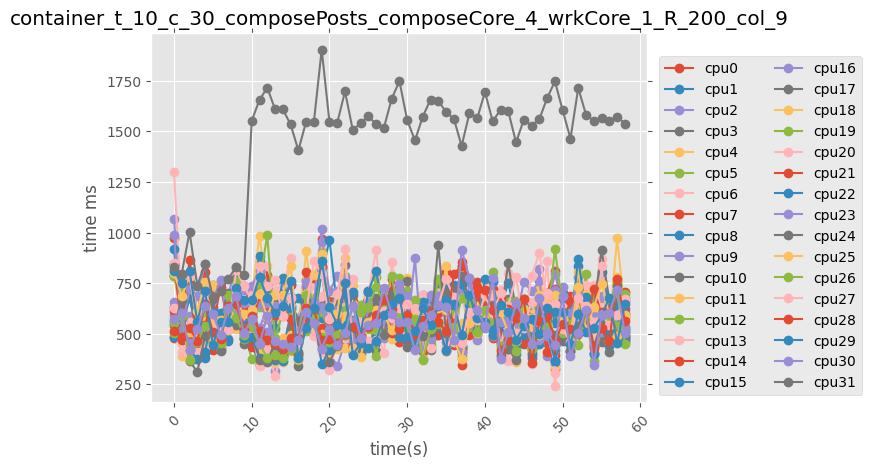 container_t_10_c_30_composePosts_composeCore_4_wrkCore_1_R_200_col_9
time ms
1750
1500
1250
1000
750
500
250
0
10
20
30
40
50
60
time(s)
cpu0
cpu1
cpu2
cpu3
cpu4
cpu5
cpu6
cpu7
cpu8
cpu9
cpu10
cpu11
cpu12
cpu13
cpu14
cpu15
cpu16
cpu17
cpu18
cpu19
cpu20
cpu21
cpu22
cpu23
cpu24
cpu25
cpu26
cpu27
cpu28
cpu29
cpu30
cpu31